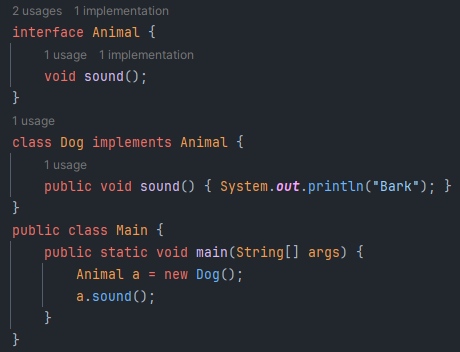 2 usages   1 implementation
interface Animal {
    1 usage   1 implementation
    void sound();
}
1 usage
class Dog implements Animal {
    1 usage
    public void sound() { System.out.println("Bark"); }
}
public class Main {
    public static void main(String[] args) {
        Animal a = new Dog();
        a.sound();
    }
}